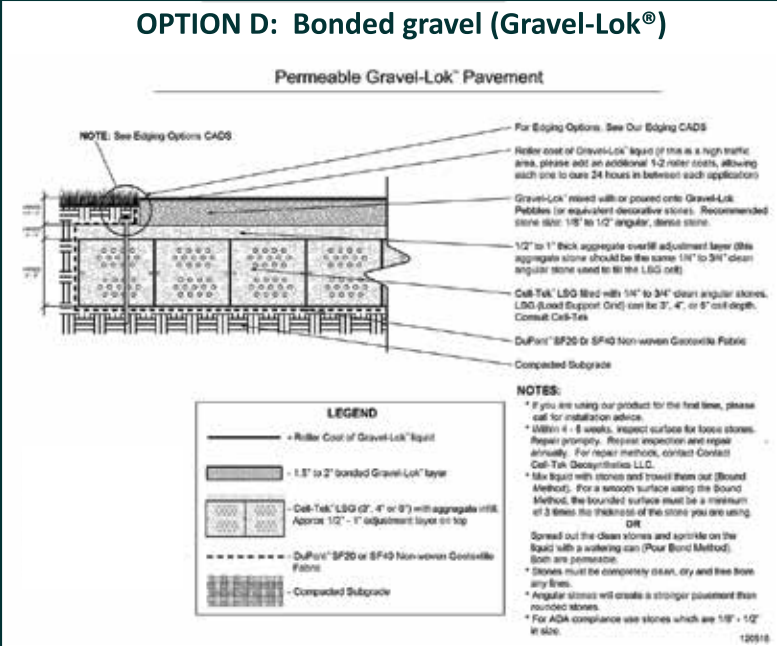 OPTION D: Bonded gravel (Gravel-Lok®)
Permeable Gravel-Lok™ Pavement
NOTE: See Edging Options CADS
For Edging Options, See Our Edging CADS
Roller coat of Gravel-Lok™ liquid (if this is a high traffic
area, please add an additional 1-2 roller coats, allowing
each one to cure 24 hours in between each application)
Gravel-Lok™ mixed with or poured onto Gravel-Lok
Pebbles (or equivalent decorative stones. Recommended
stone size: 1/8" to 1/2" angular, dense stone.
1/2" to 1" thick aggregate overfill adjustment layer (this
aggregate stone should be the same 1/4" to 3/4" clean
angular stone used to fill the LSG cell)
Cell-Tek™ LSG filled with 1/4" to 3/4" clean angular stones.
LSG (Load Support Grid) can be 3", 4", or 6" cell depth.
Consult Cell-Tek
DuPont™ SF20 Or SF40 Non-woven Geotextile Fabric
Compacted Subgrade
LEGEND
- Roller Coat of Gravel-Lok™ liquid
- 1.5" to 2" bonded Gravel-Lok™ layer
- Cell-Tek™ LSG (3", 4" or 6") with aggregate infill.
Approx 1/2" - 1" adjustment layer on top
- DuPont™ SF20 or SF40 Non-woven Geotextile
Fabric
- Compacted Subgrade
NOTES:
* If you are using our product for the first time, please
call for installation advice.
* Within 4 - 6 weeks, inspect surface for loose stones.
Repair promptly. Repeat inspection and repair
annually. For repair methods, contact Contact
Cell-Tek Geosynthetics LLC.
* Mix liquid with stones and trowel them out (Bound
Method). For a smooth surface using the Bound
Method, the bounded surface must be a minimum
of 3 times the thickness of the stone you are using.
OR
Spread out the clean stones and sprinkle on the
liquid with a watering can (Pour Bond Method).
Both are permeable.
* Stones must be completely clean, dry and free from
any fines.
* Angular stones will create a stronger pavement than
rounded stones.
* For ADA compliance use stones which are 1/8" - 1/2"
in size.
120516